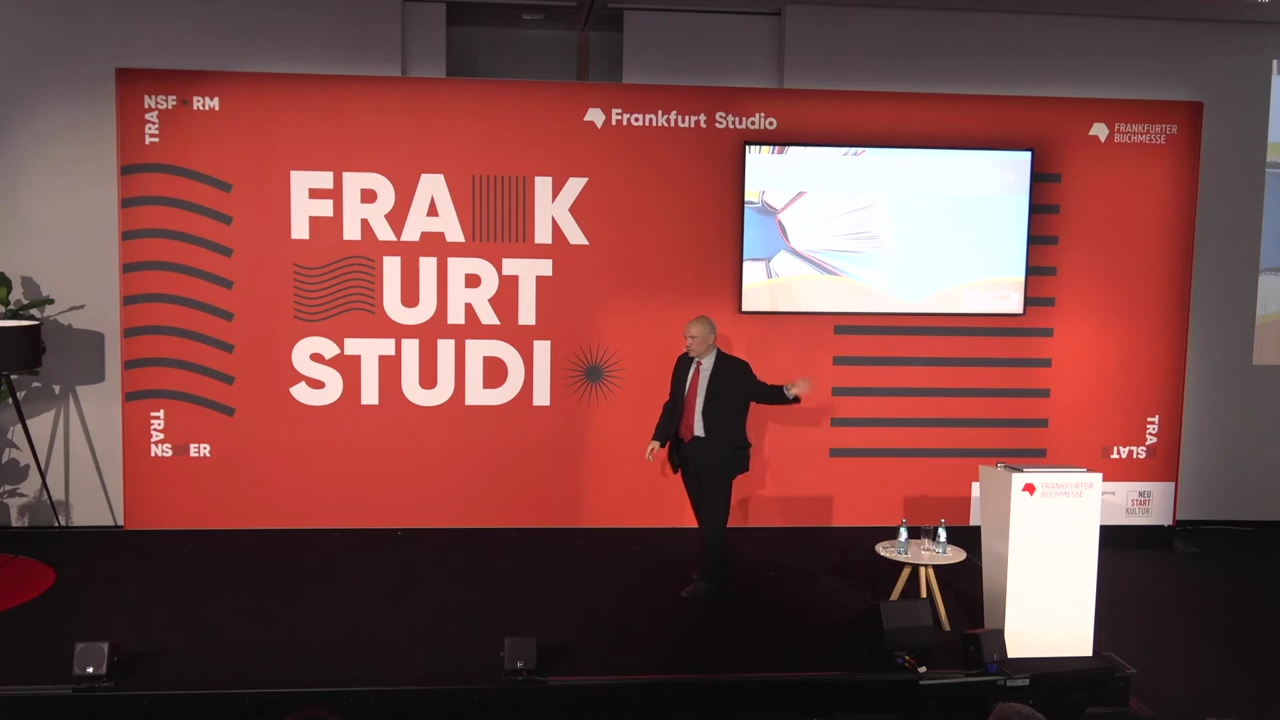 TRA
NSF RM
Frankfurt Studio
FRANKFURTER
BUCHMESSE
FRA K
URT
STUDI
TRA
NS ER
TRA
SLAT
FRANKFURTER
BUCHMESSE
NEU
START
KULTUR